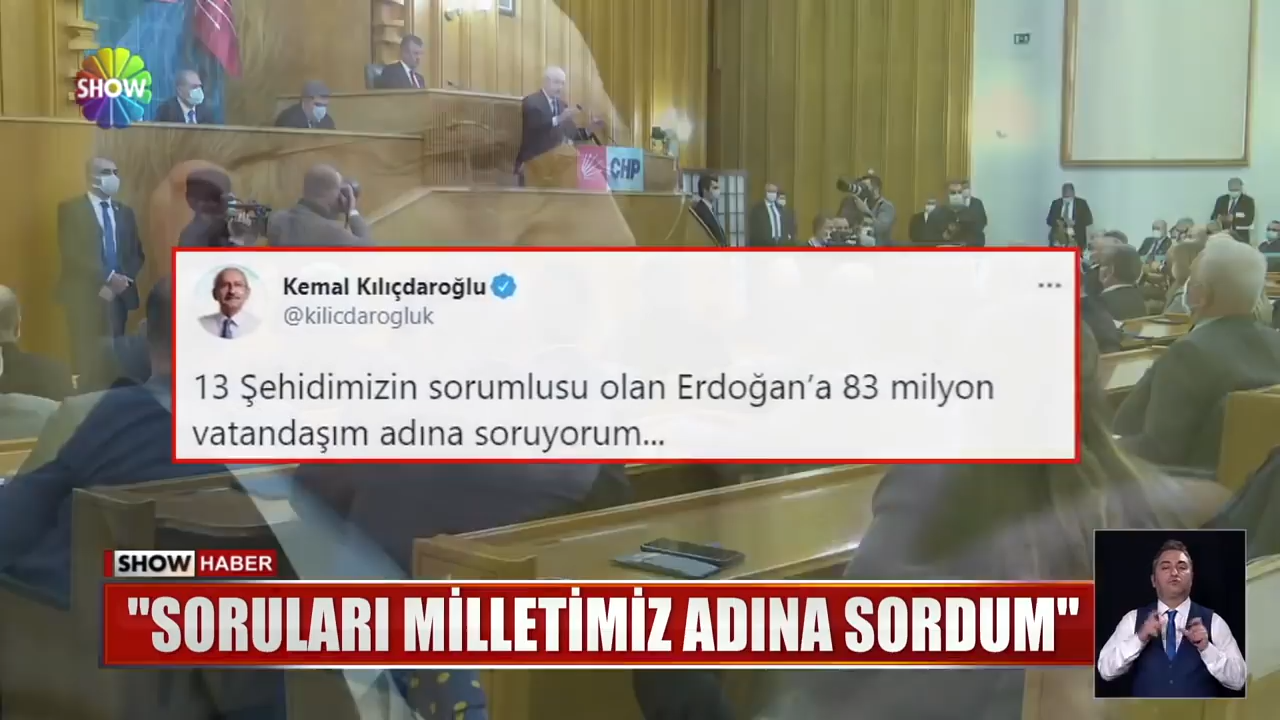 SHOW
CHP
Kemal Kılıçdaroğlu
@kilicdarogluk
13 Şehidimizin sorumlusu olan Erdoğan’a 83 milyon
vatandaşım adına soruyorum...
SHOW HABER
"SORULARI MİLLETİMİZ ADINA SORDUM"